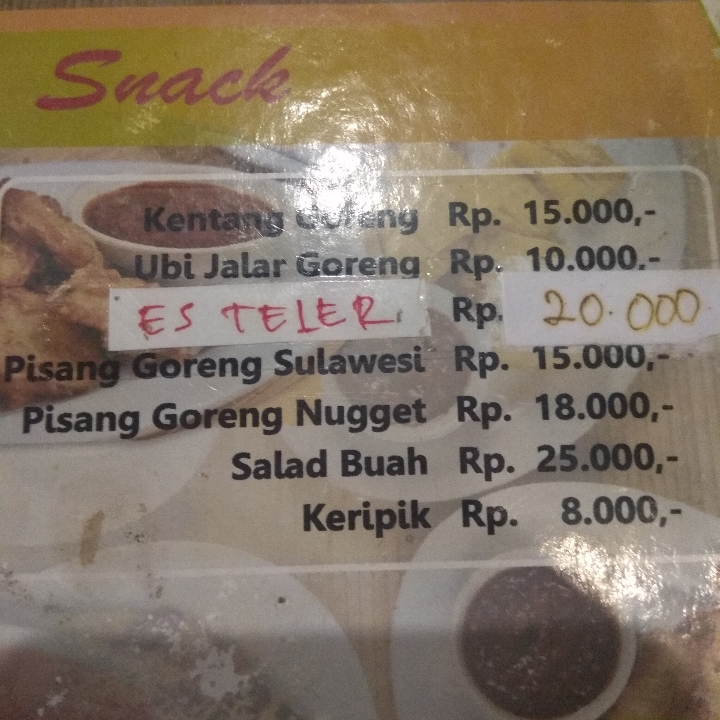 Snack
Kentang Goreng Rp. 15.000,-
Ubi Jalar Goreng Rp. 10.000.-
ES TELER Rp. 20.000
Pisang Goreng Sulawesi Rp. 15.000,-
Pisang Goreng Nugget Rp. 18.000,-
Salad Buah Rp. 25.000,-
Keripik Rp. 8.000,-